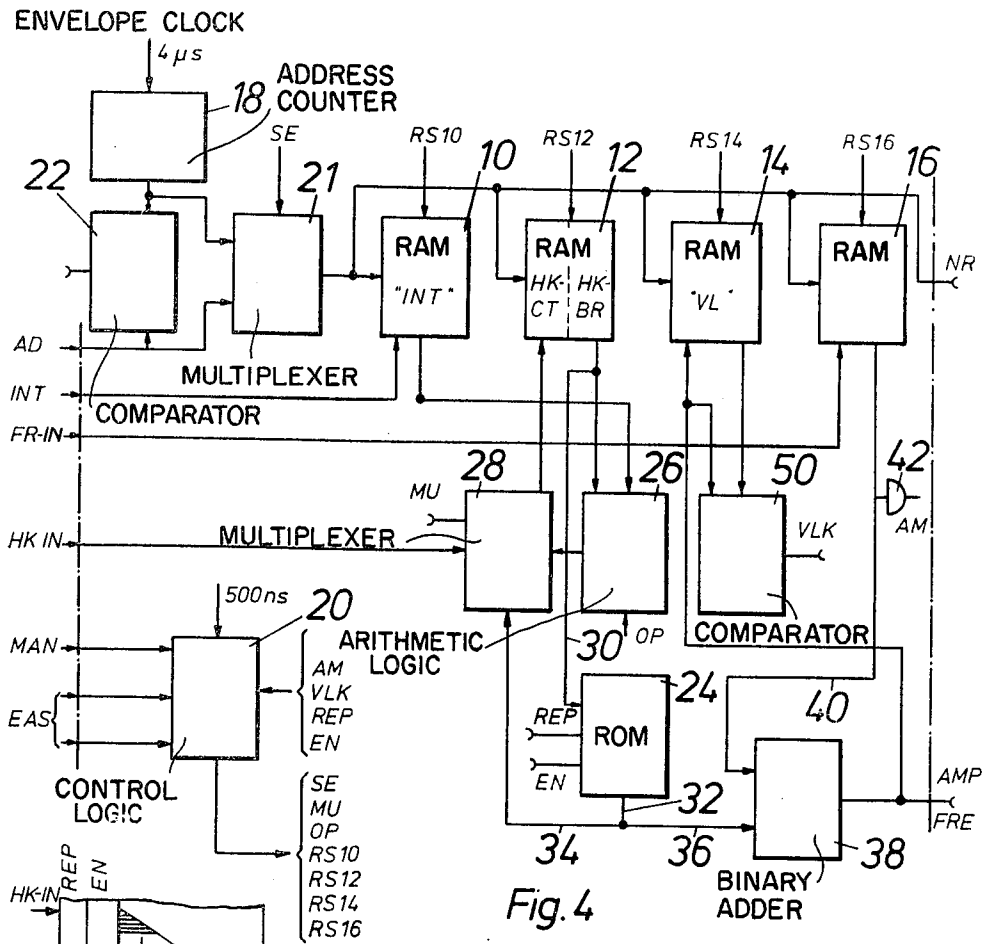 ENVELOPE CLOCK
4 µs
18
ADDRESS
COUNTER
SE
RS10
RS12
RS14
RS16
22
21
10
12
14
16
RAM
"INT"
RAM
HK-
CT
HK-
BR
RAM
"VL"
RAM
NR
AD
MULTIPLEXER
INT
COMPARATOR
FR-IN
28
26
50
42
MU
AM
VLK
HK IN
MULTIPLEXER
500ns
20
ARITHMETIC
LOGIC
30
OP
COMPARATOR
MAN
AM
VLK
REP
EN
EAS
24
REP
ROM
EN
40
CONTROL
LOGIC
32
AMP
FRE
SE
MU
OP
RS10
RS12
RS14
RS16
34
36
38
BINARY
ADDER
HK-IN
REP
EN
Fig. 4